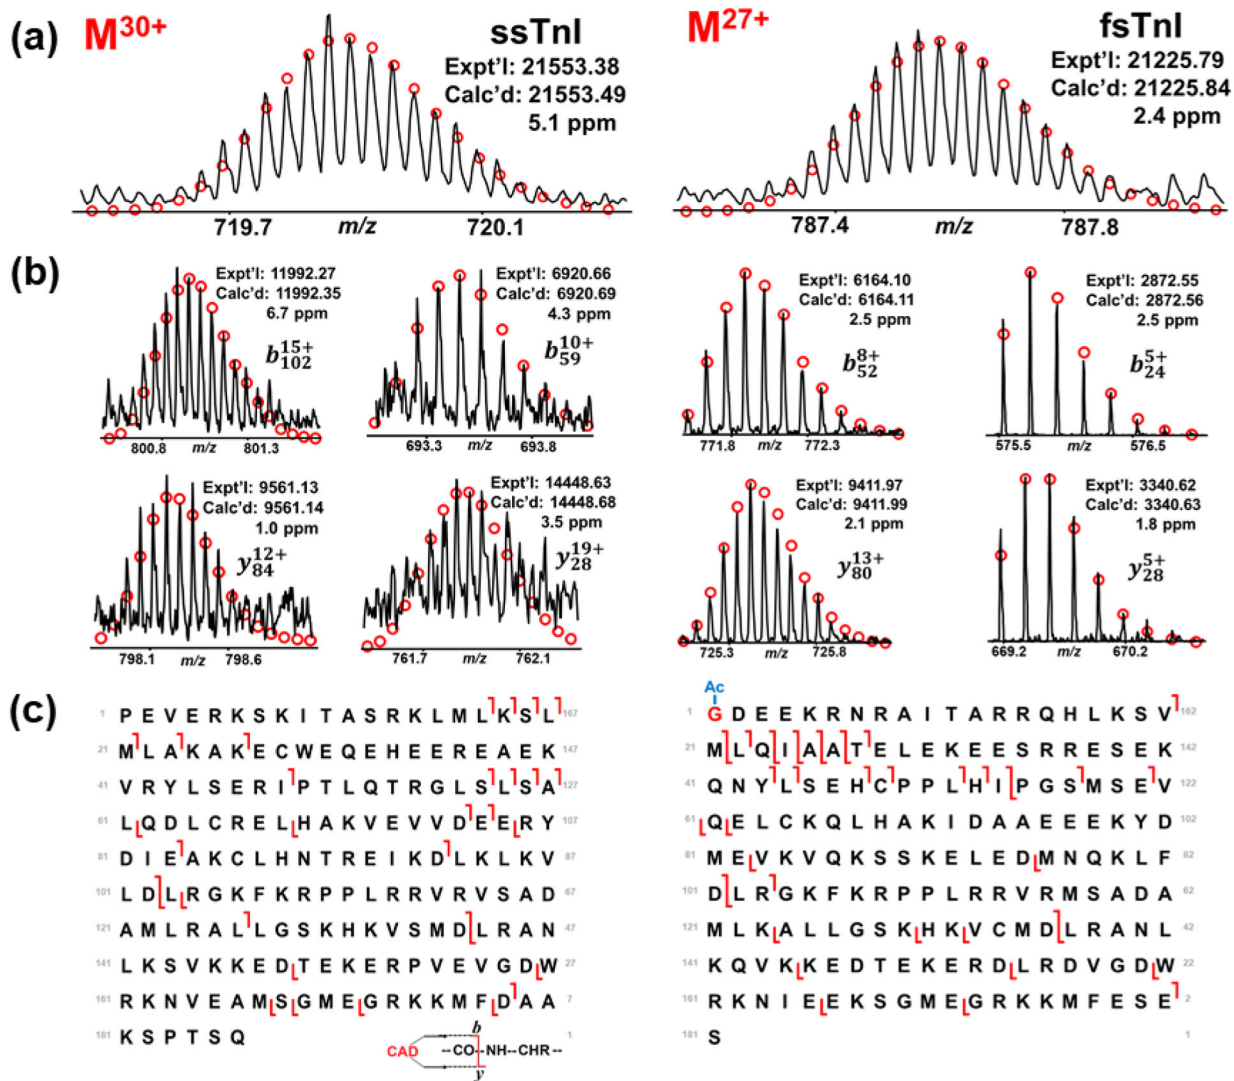 (a)
M30+
ssTnI
Expt'l: 21553.38
Calc'd: 21553.49
5.1 ppm
719.7
m/z
720.1
M27+
fsTnI
Expt'l: 21225.79
Calc'd: 21225.84
2.4 ppm
787.4
m/z
787.8
(b)
Expt'l: 11992.27
Calc'd: 11992.35
6.7 ppm
b 15+ 102
800.8 m/z 801.3
Expt'l: 6920.66
Calc'd: 6920.69
4.3 ppm
b 10+ 59
693.3 m/z 693.8
Expt'l: 6164.10
Calc'd: 6164.11
2.5 ppm
b 8+ 52
771.8 m/z 772.3
Expt'l: 2872.55
Calc'd: 2872.56
2.5 ppm
b 5+ 24
575.5 m/z 576.5
Expt'l: 9561.13
Calc'd: 9561.14
1.0 ppm
y 12+ 84
798.1 m/z 798.6
Expt'l: 14448.63
Calc'd: 14448.68
3.5 ppm
y 19+ 28
761.7 m/z 762.1
Expt'l: 9411.97
Calc'd: 9411.99
2.1 ppm
y 13+ 80
725.3 m/z 725.8
Expt'l: 3340.62
Calc'd: 3340.63
1.8 ppm
y 5+ 28
669.2 m/z 670.2
(c)
1 P E V E R K S K I T A S R K L M L K S L 167
21 M L A K A K E C W E Q E H E E R E A E K 147
41 V R Y L S E R I P T L Q T R G L S L S A 127
61 L Q D L C R E L H A K V E V V D E E R Y 107
81 D I E A K C L H N T R E I K D L K L K V 87
101 L D L R G K F K R P P L R R V R V S A D 67
121 A M L R A L L G S K H K V S M D L R A N 47
141 L K S V K K E D T E K E R P V E V G D W 27
161 R K N V E A M S G M E G R K K M F D A A 7
181 K S P T S Q 1
CAD
b
--CO--NH--CHR--
y
Ac
1 G D E E K R N R A I T A R R Q H L K S V 162
21 M L Q I A A T E L E K E E S R R E S E K 142
41 Q N Y L S E H C P P L H I P G S M S E V 122
61 Q E L C K Q L H A K I D A A E E E K Y D 102
81 M E V K V Q K S S K E L E D M N Q K L F 82
101 D L R G K F K R P P L R R V R M S A D A 62
121 M L K A L L G S K H K V C M D L R A N L 42
141 K Q V K K E D T E K E R D L R D V G D W 22
161 R K N I E E K S G M E G R K K M F E S E 2
181 S 1